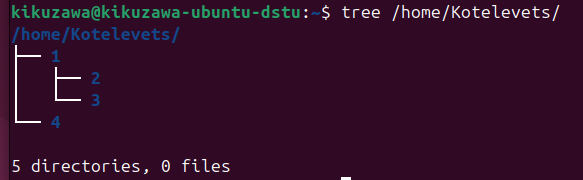 kikuzawa@kikuzawa-ubuntu-dstu:~$ tree /home/Kotelevets/
/home/Kotelevets/
├── 1
│   ├── 2
│   └── 3
└── 4
5 directories, 0 files